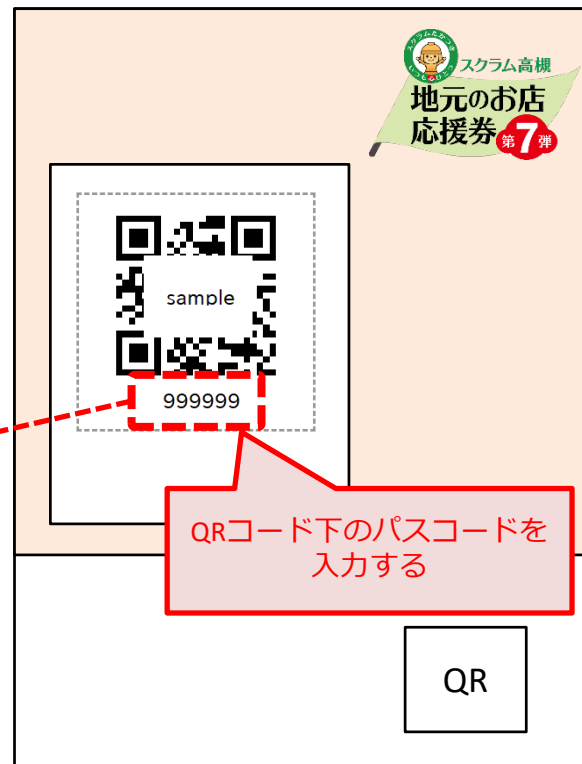 スクラム高槻
地元のお店
応援券 第7弾
sample
999999
QRコード下のパスコードを
入力する
QR